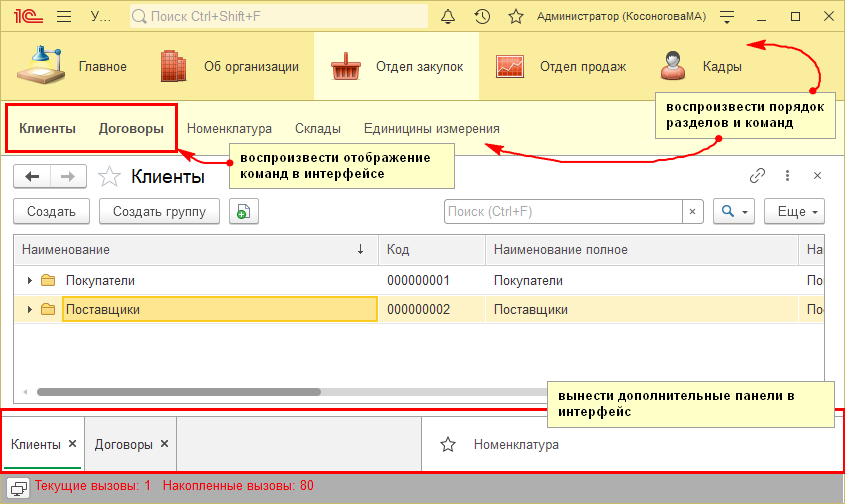 1С У... Поиск Ctrl+Shift+F Администратор (КосоноговаМА)
Главное Об организации Отдел закупок Отдел продаж Кадры
воспроизвести порядок
разделов и команд
Клиенты Договоры Номенклатура Склады Единицины измерения
воспроизвести отображение
команд в интерфейсе
Клиенты
Создать Создать группу Поиск (Ctrl+F) × Еще
Наименование ↓ Код Наименование полное На
Покупатели 000000001 Покупатели По
Поставщики 000000002 Поставщики По
вынести дополнительные панели в
интерфейс
Клиенты × Договоры × Номенклатура
Текущие вызовы: 1 Накопленные вызовы: 80